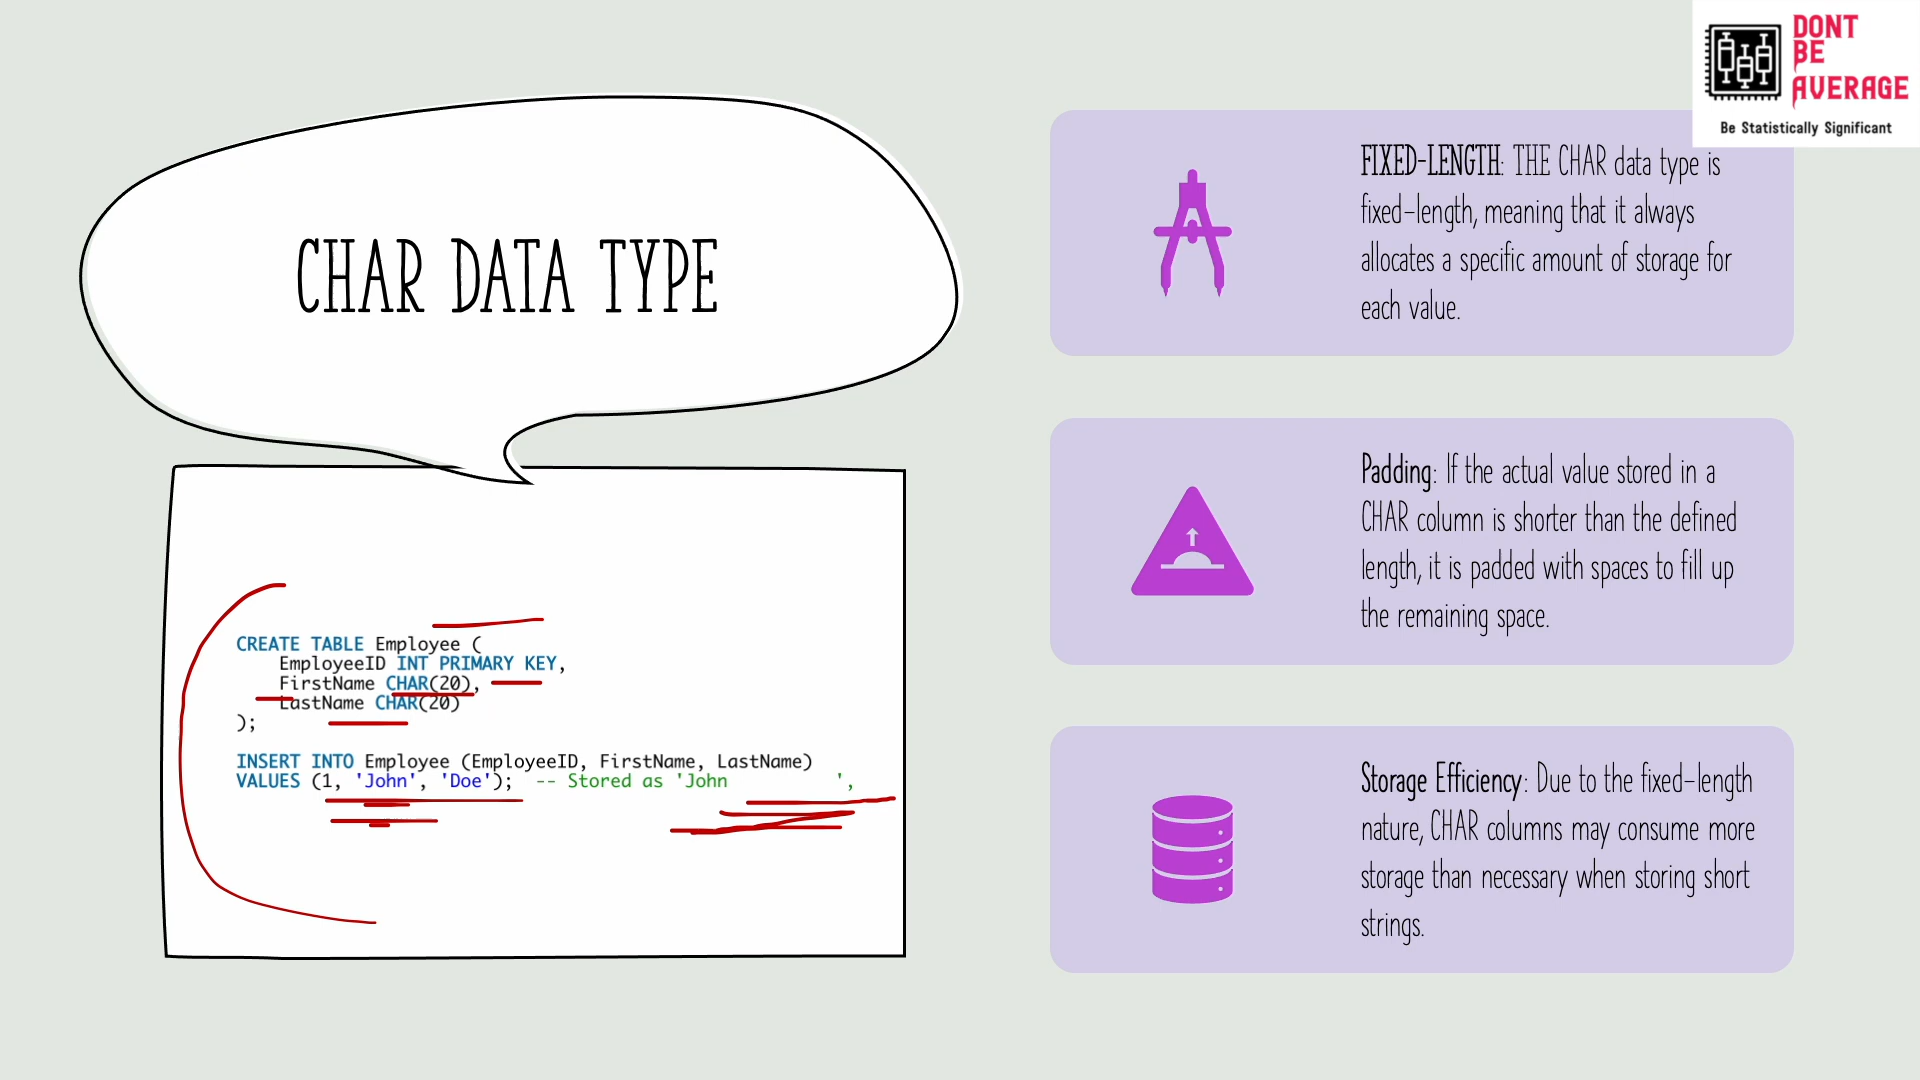 DONT
BE
AVERAGE
Be Statistically Significant
CHAR DATA TYPE
CREATE TABLE Employee (
    EmployeeID INT PRIMARY KEY,
    FirstName CHAR(20),
    LastName CHAR(20)
);
INSERT INTO Employee (EmployeeID, FirstName, LastName)
VALUES (1, 'John', 'Doe');  -- Stored as 'John          ',
FIXED-LENGTH: THE CHAR data type is
fixed-length, meaning that it always
allocates a specific amount of storage for
each value.
Padding: If the actual value stored in a
CHAR column is shorter than the defined
length, it is padded with spaces to fill up
the remaining space.
Storage Efficiency: Due to the fixed-length
nature, CHAR columns may consume more
storage than necessary when storing short
strings.